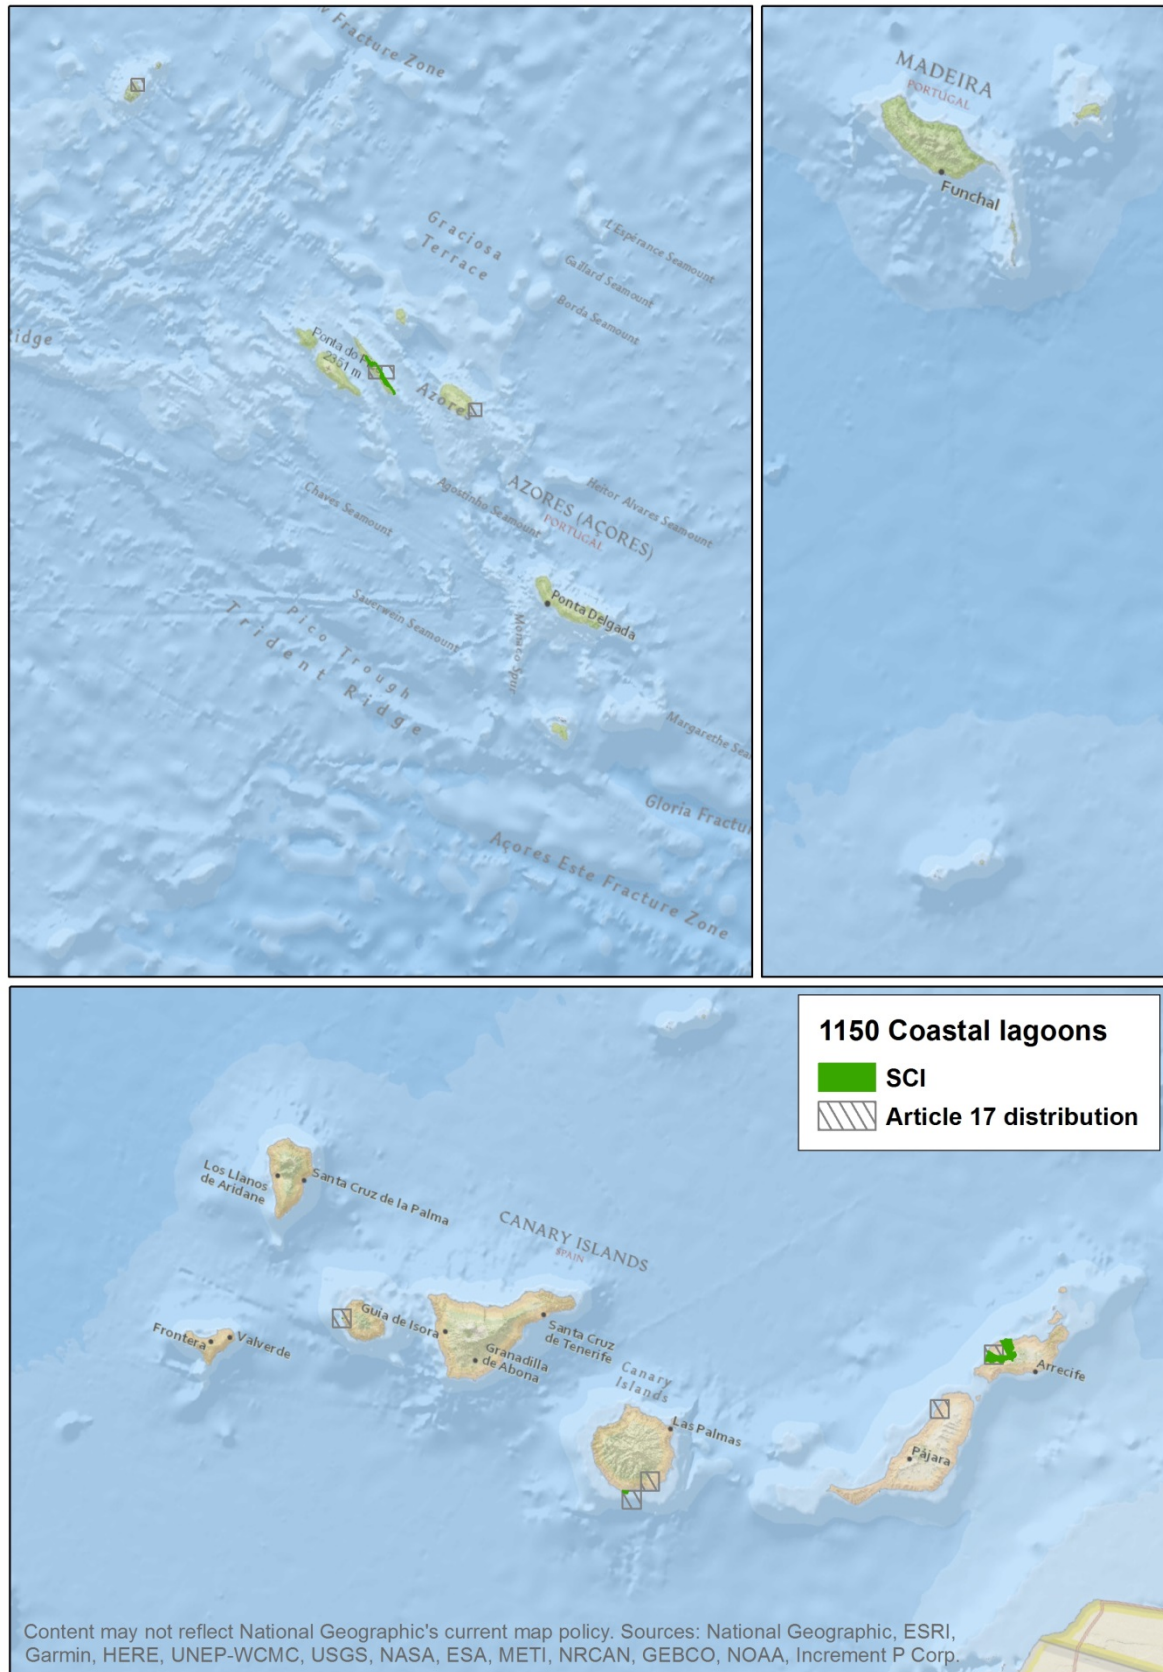 Fracture Zone
Graciosa
Terrace
L'Espérance Seamount
Gaillard Seamount
Borda Seamount
Ponta do P
2351 m
Azores
AZORES (AÇORES)
PORTUGAL
Heitor Alvares Seamount
Agostinho Seamount
Chaves Seamount
Sauerwein Seamount
Pico Trough
Trident Ridge
Monaco Spur
Ponta Delgada
Margarethe Sea
Gloria Fractu
Açores Este Fracture Zone
MADEIRA
PORTUGAL
Funchal
1150 Coastal lagoons
SCI
Article 17 distribution
Los Llanos
de Aridane
Santa Cruz de la Palma
CANARY ISLANDS
SPAIN
Frontera
Valverde
Guia de Isora
Granadilla
de Abona
Santa Cruz
de Tenerife
Canary
Islands
Las Palmas
Arrecife
Pájara
Content may not reflect National Geographic's current map policy. Sources: National Geographic, ESRI,
Garmin, HERE, UNEP-WCMC, USGS, NASA, ESA, METI, NRCAN, GEBCO, NOAA, Increment P Corp.